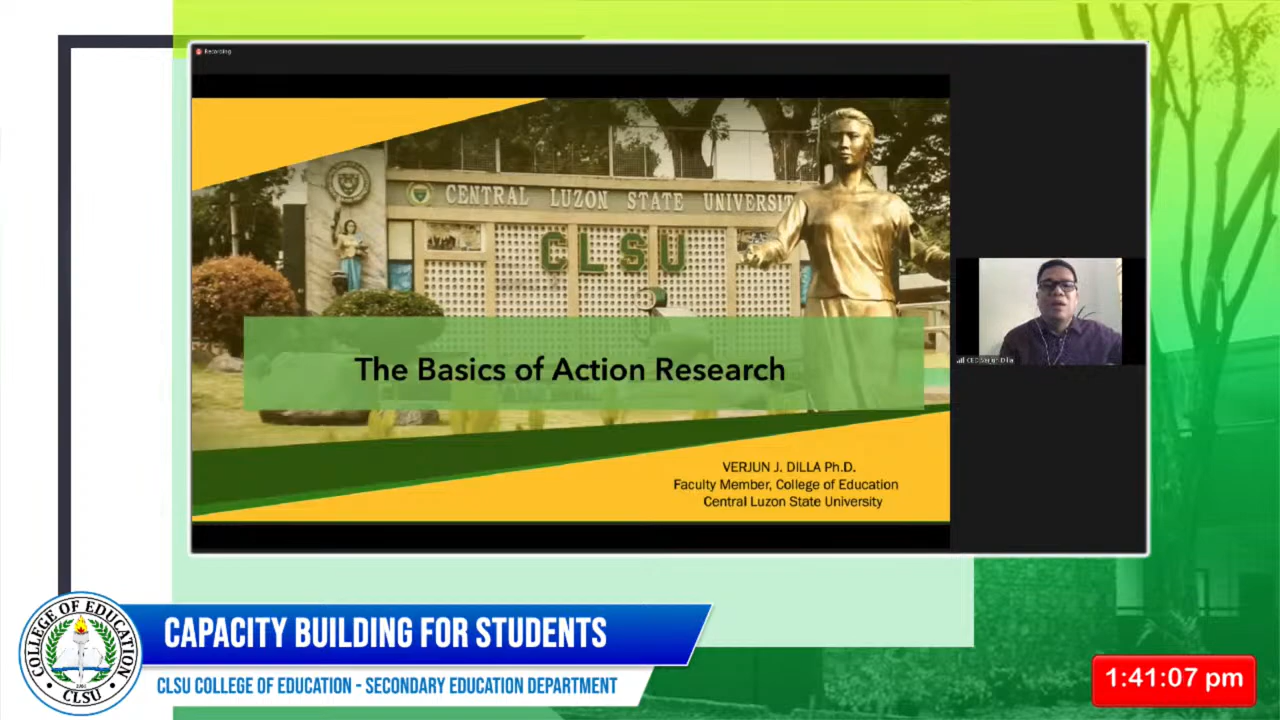 Recording
CENTRAL LUZON STATE UNIVERSIT
CLSU
The Basics of Action Research
VERJUN J. DILLA Ph.D.
Faculty Member, College of Education
Central Luzon State University
COLLEGE OF EDUCATION
CLSU
CAPACITY BUILDING FOR STUDENTS
CLSU COLLEGE OF EDUCATION - SECONDARY EDUCATION DEPARTMENT
1:41:07 pm